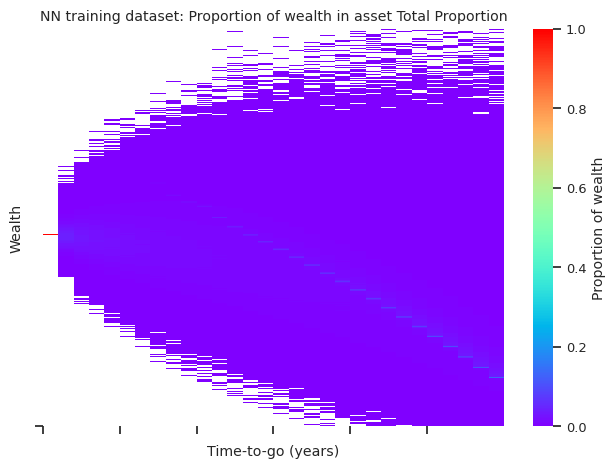 NN training dataset: Proportion of wealth in asset Total Proportion
Wealth
Time-to-go (years)
1.0
0.8
0.6
0.4
0.2
0.0
Proportion of wealth